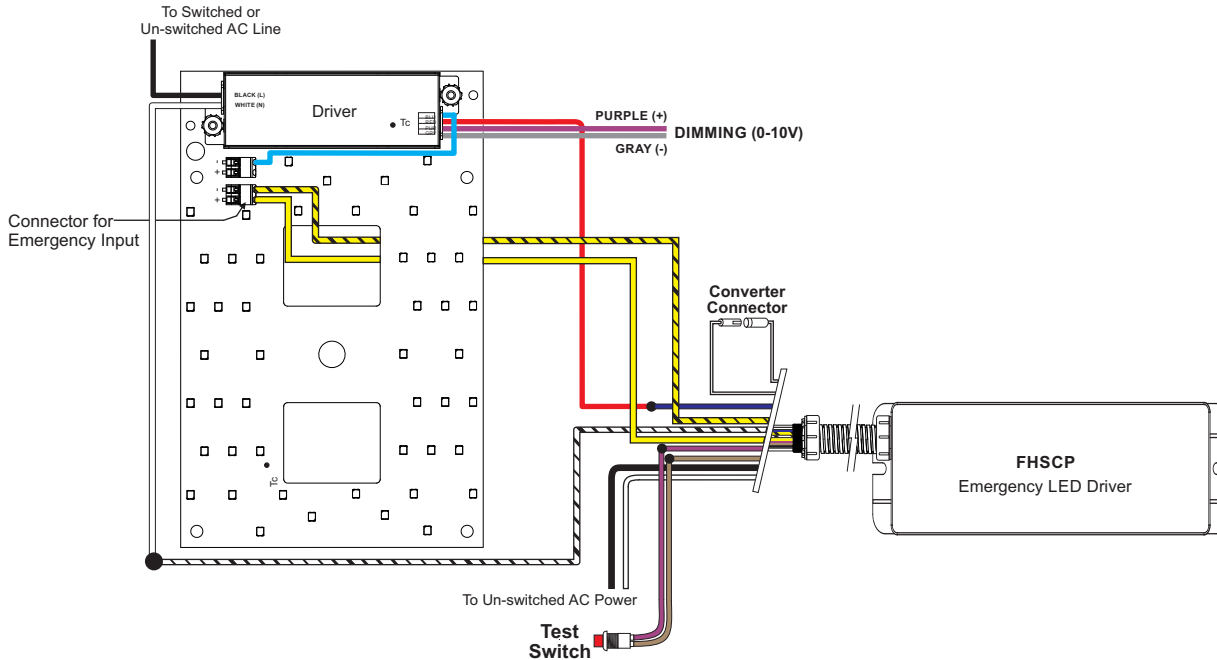 To Switched or
Un-switched AC Line
BLACK (L)
WHITE (N)
Driver
Tc
PURPLE (+)
DIMMING (0-10V)
GRAY (-)
-
+
-
+
Connector for
Emergency Input
Converter
Connector
Tc
FHSCP
Emergency LED Driver
To Un-switched AC Power
Test
Switch